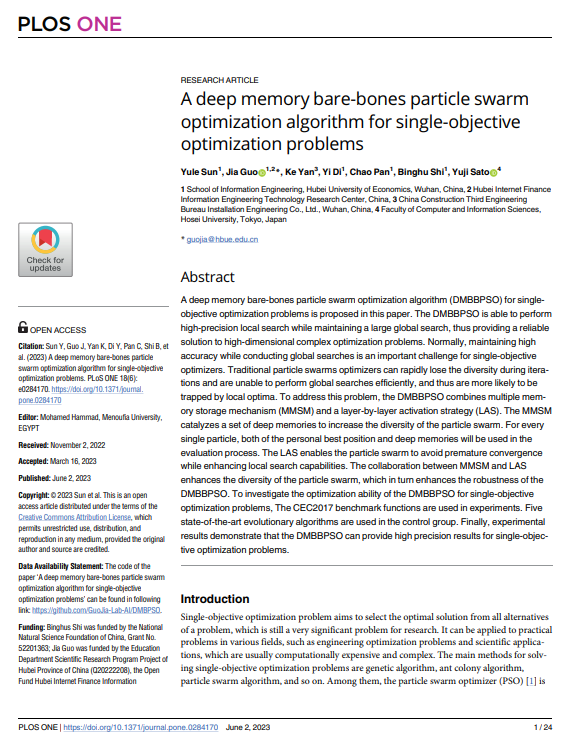 PLOS ONE
RESEARCH ARTICLE
A deep memory bare-bones particle swarm
optimization algorithm for single-objective
optimization problems
Yule Sun1, Jia Guo1,2*, Ke Yan3, Yi Di1, Chao Pan1, Binghu Shi1, Yuji Sato4
1 School of Information Engineering, Hubei University of Economics, Wuhan, China, 2 Hubei Internet Finance
Information Engineering Technology Research Center, China, 3 China Construction Third Engineering
Bureau Installation Engineering Co., Ltd., Wuhan, China, 4 Faculty of Computer and Information Sciences,
Hosei University, Tokyo, Japan
* guojia@hbue.edu.cn
Check for
updates
OPEN ACCESS
Citation: Sun Y, Guo J, Yan K, Di Y, Pan C, Shi B, et
al. (2023) A deep memory bare-bones particle
swarm optimization algorithm for single-objective
optimization problems. PLoS ONE 18(6):
e0284170. https://doi.org/10.1371/journal.
pone.0284170
Editor: Mohamed Hammad, Menoufia University,
EGYPT
Received: November 2, 2022
Accepted: March 16, 2023
Published: June 2, 2023
Copyright: © 2023 Sun et al. This is an open
access article distributed under the terms of the
Creative Commons Attribution License, which
permits unrestricted use, distribution, and
reproduction in any medium, provided the original
author and source are credited.
Data Availability Statement: The code of the
paper 'A deep memory bare-bones particle swarm
optimization algorithm for single-objective
optimization problems' can be found in following
link: https://github.com/GuoJia-Lab-AI/DMBPSO.
Funding: Binghus Shi was funded by the National
Natural Science Foundation of China, Grant No.
52201363; Jia Guo was funded by the Education
Department Scientific Research Program Project of
Hubei Province of China (Q20222208), the Open
Fund Hubei Internet Finance Information
Abstract
A deep memory bare-bones particle swarm optimization algorithm (DMBBPSO) for single-
objective optimization problems is proposed in this paper. The DMBBPSO is able to perform
high-precision local search while maintaining a large global search, thus providing a reliable
solution to high-dimensional complex optimization problems. Normally, maintaining high
accuracy while conducting global searches is an important challenge for single-objective
optimizers. Traditional particle swarms optimizers can rapidly lose the diversity during itera-
tions and are unable to perform global searches efficiently, and thus are more likely to be
trapped by local optima. To address this problem, the DMBBPSO combines multiple mem-
ory storage mechanism (MMSM) and a layer-by-layer activation strategy (LAS). The MMSM
catalyzes a set of deep memories to increase the diversity of the particle swarm. For every
single particle, both of the personal best position and deep memories will be used in the
evaluation process. The LAS enables the particle swarm to avoid premature convergence
while enhancing local search capabilities. The collaboration between MMSM and LAS
enhances the diversity of the particle swarm, which in turn enhances the robustness of the
DMBBPSO. To investigate the optimization ability of the DMBBPSO for single-objective
optimization problems, The CEC2017 benchmark functions are used in experiments. Five
state-of-the-art evolutionary algorithms are used in the control group. Finally, experimental
results demonstrate that the DMBBPSO can provide high precision results for single-objec-
tive optimization problems.
Introduction
Single-objective optimization problem aims to select the optimal solution from all alternatives
of a problem, which is still a very significant problem for research. It can be applied to practical
problems in various fields, such as engineering optimization problems and scientific applica-
tions, which are usually computationally expensive and complex. The main methods for solv-
ing single-objective optimization problems are genetic algorithm, ant colony algorithm,
particle swarm algorithm, and so on. Among them, the particle swarm optimizer (PSO) [1] is
PLOS ONE | https://doi.org/10.1371/journal.pone.0284170 June 2, 2023
1 / 24